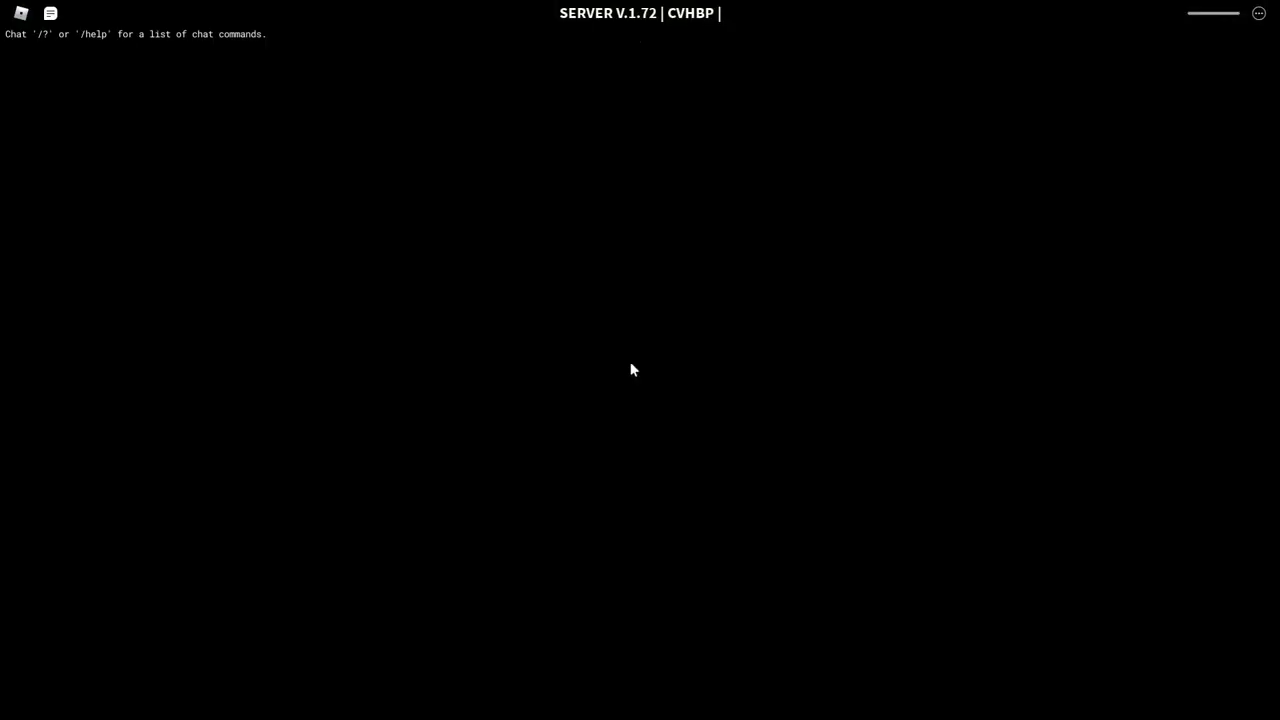 SERVER V.1.72 | CVHBP |
Chat '/?' or '/help' for a list of chat commands.